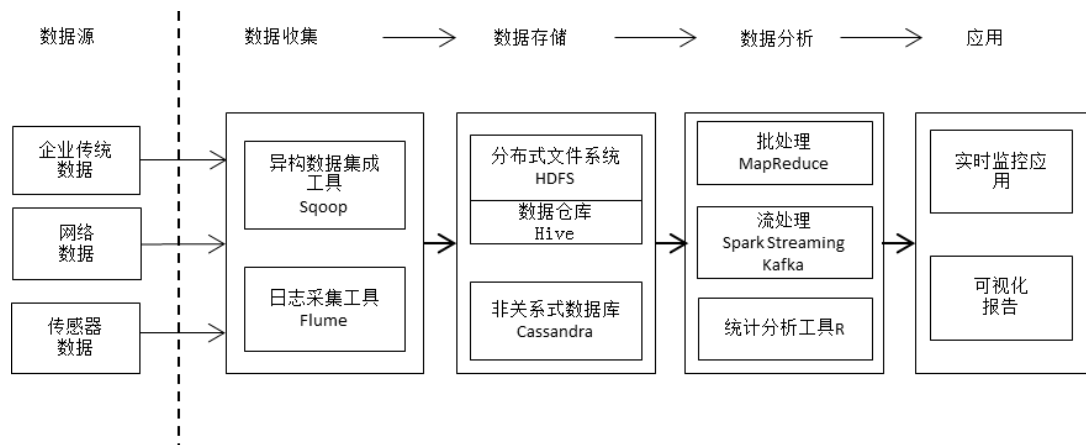 数据源
数据收集
数据存储
数据分析
应用
企业传统
数据
网络
数据
传感器
数据
异构数据集成
工具
Sqoop
日志采集工具
Flume
分布式文件系统
HDFS
数据仓库
Hive
非关系式数据库
Cassandra
批处理
MapReduce
流处理
Spark Streaming
Kafka
统计分析工具R
实时监控应
用
可视化
报告